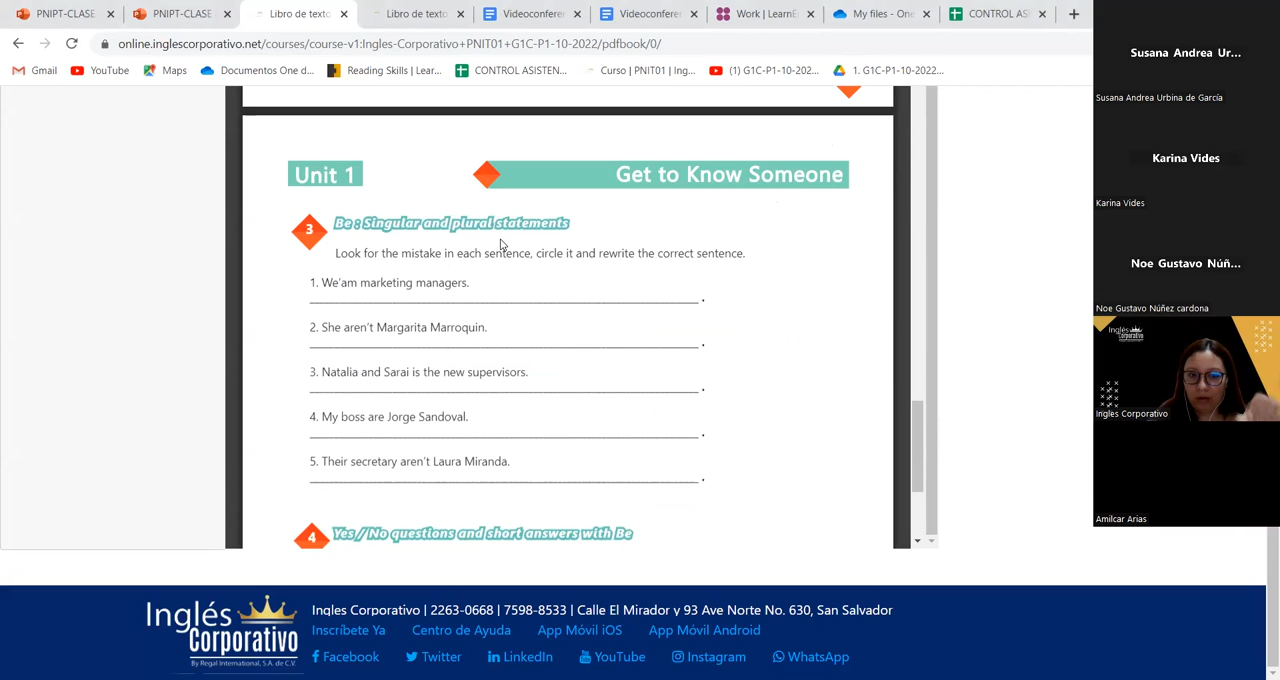 PNIPT-CLASE
PNIPT-CLASE
Libro de texto
Libro de texto
Videoconferer
Videoconferer
Work | LearnEn
My files - One
CONTROL AS
online.inglescorporativo.net/courses/course-v1:Ingles-Corporativo+PNIT01+G1C-P1-10-2022/pdfbook/0/
Gmail
YouTube
Maps
Documentos One d...
Reading Skills | Lear...
CONTROL ASISTEN...
Curso | PNIT01 | Ing...
(1) G1C-P1-10-202...
1. G1C-P1-10-2022...
Unit 1
Get to Know Someone
3
Be : Singular and plural statements
Look for the mistake in each sentence, circle it and rewrite the correct sentence.
1. We'am marketing managers.
2. She aren't Margarita Marroquin.
3. Natalia and Sarai is the new supervisors.
4. My boss are Jorge Sandoval.
5. Their secretary aren't Laura Miranda.
4
Yes / No questions and short answers with Be
Susana Andrea Ur...
Susana Andrea Urbina de García
Karina Vides
Karina Vides
Noe Gustavo Núñ...
Noe Gustavo Núñez cardona
Inglés
Corporativo
Ingles Corporativo
Amilcar Arias
Inglés
Corporativo
By Regal International, S.A. de C.V.
Ingles Corporativo | 2263-0668 | 7598-8533 | Calle El Mirador y 93 Ave Norte No. 630, San Salvador
Inscríbete Ya
Centro de Ayuda
App Móvil iOS
App Móvil Android
Facebook
Twitter
LinkedIn
YouTube
Instagram
WhatsApp